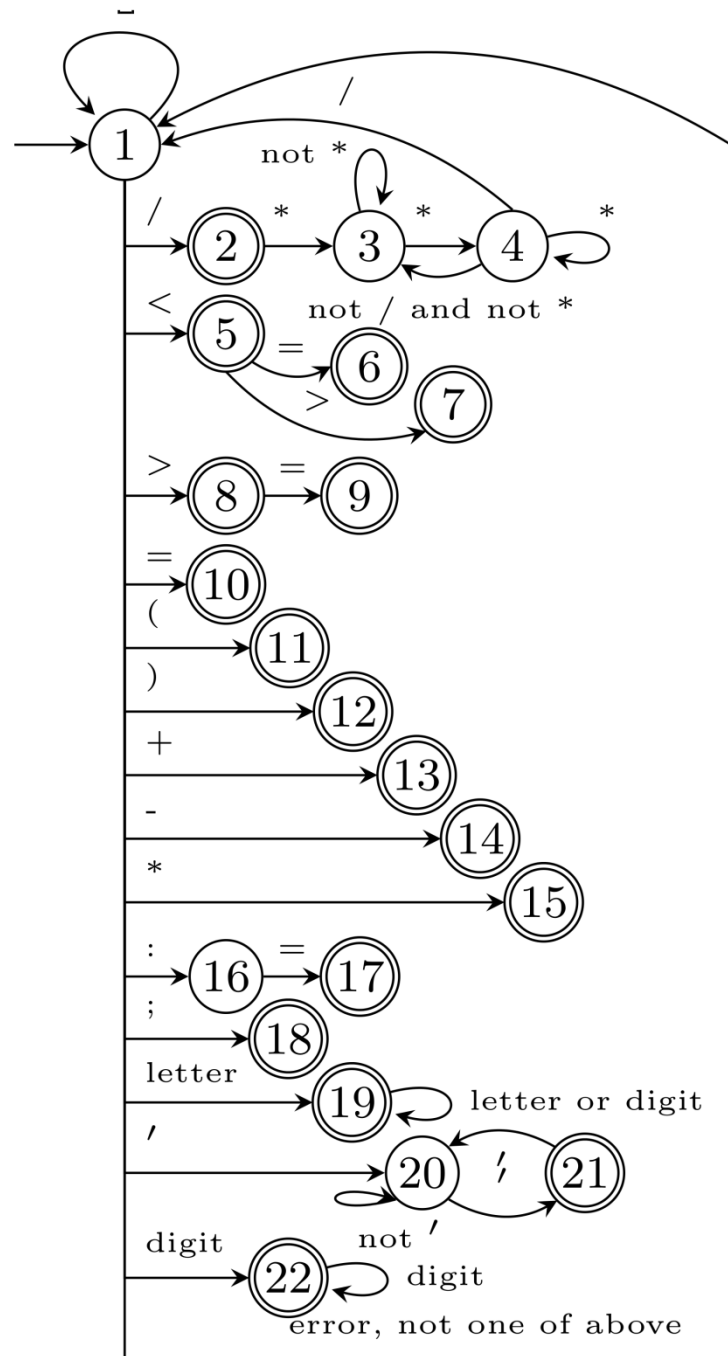 ␣
/
1
not *
/ 2 * 3 * 4 *
not / and not *
< 5 = 6
> 7
> 8 = 9
= 10
( 11
) 12
+ 13
- 14
* 15
: 16 = 17
; 18
letter 19 letter or digit
' 20 ' ' 21
not '
digit 22 digit
error, not one of above